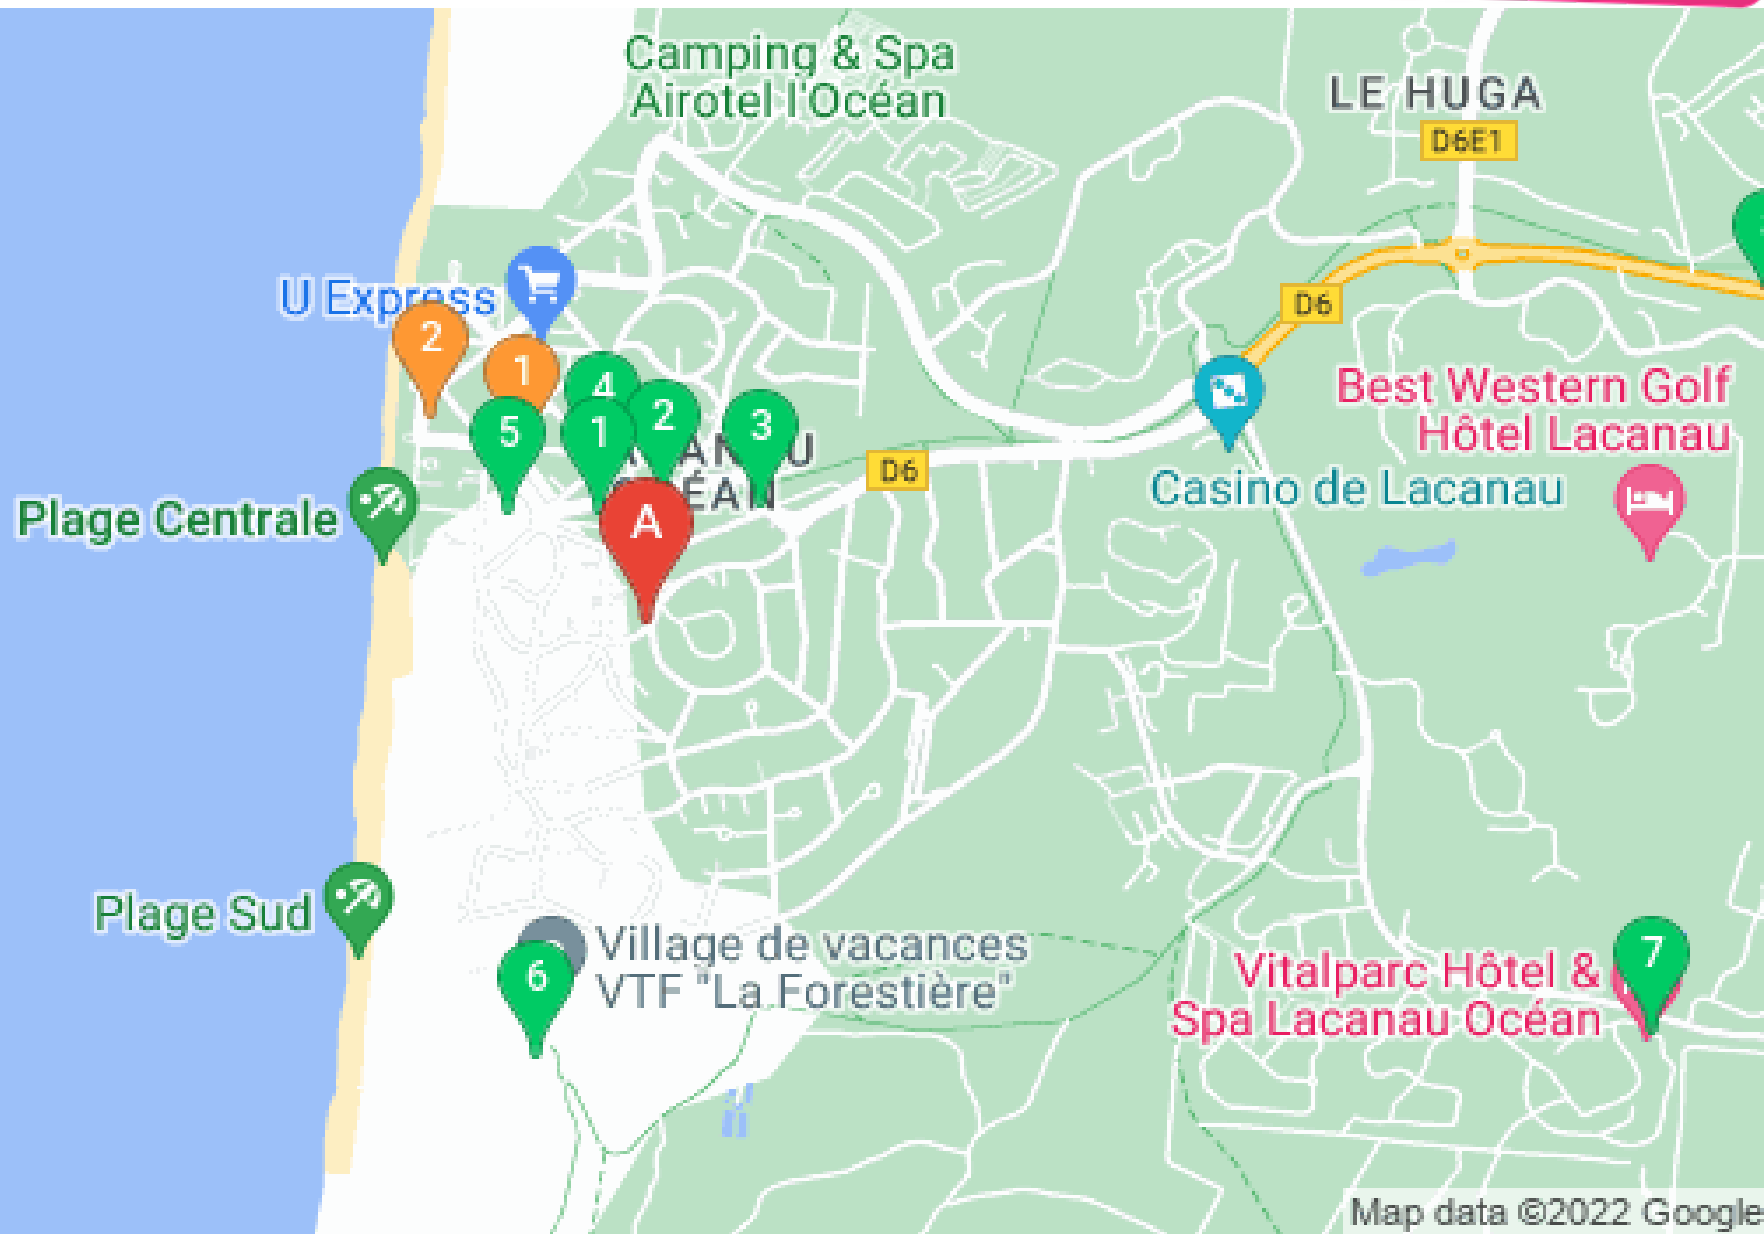 Camping & Spa
Airotel l'Océan
LE HUGA
D6E1
U Express
D6
2
1
4
5
1
2
3
Best Western Golf
Hôtel Lacanau
D6
Casino de Lacanau
Plage Centrale
A
Plage Sud
Village de vacances
VTF "La Forestière"
6
Vitalparc Hôtel &
Spa Lacanau Océan
7
Map data ©2022 Google